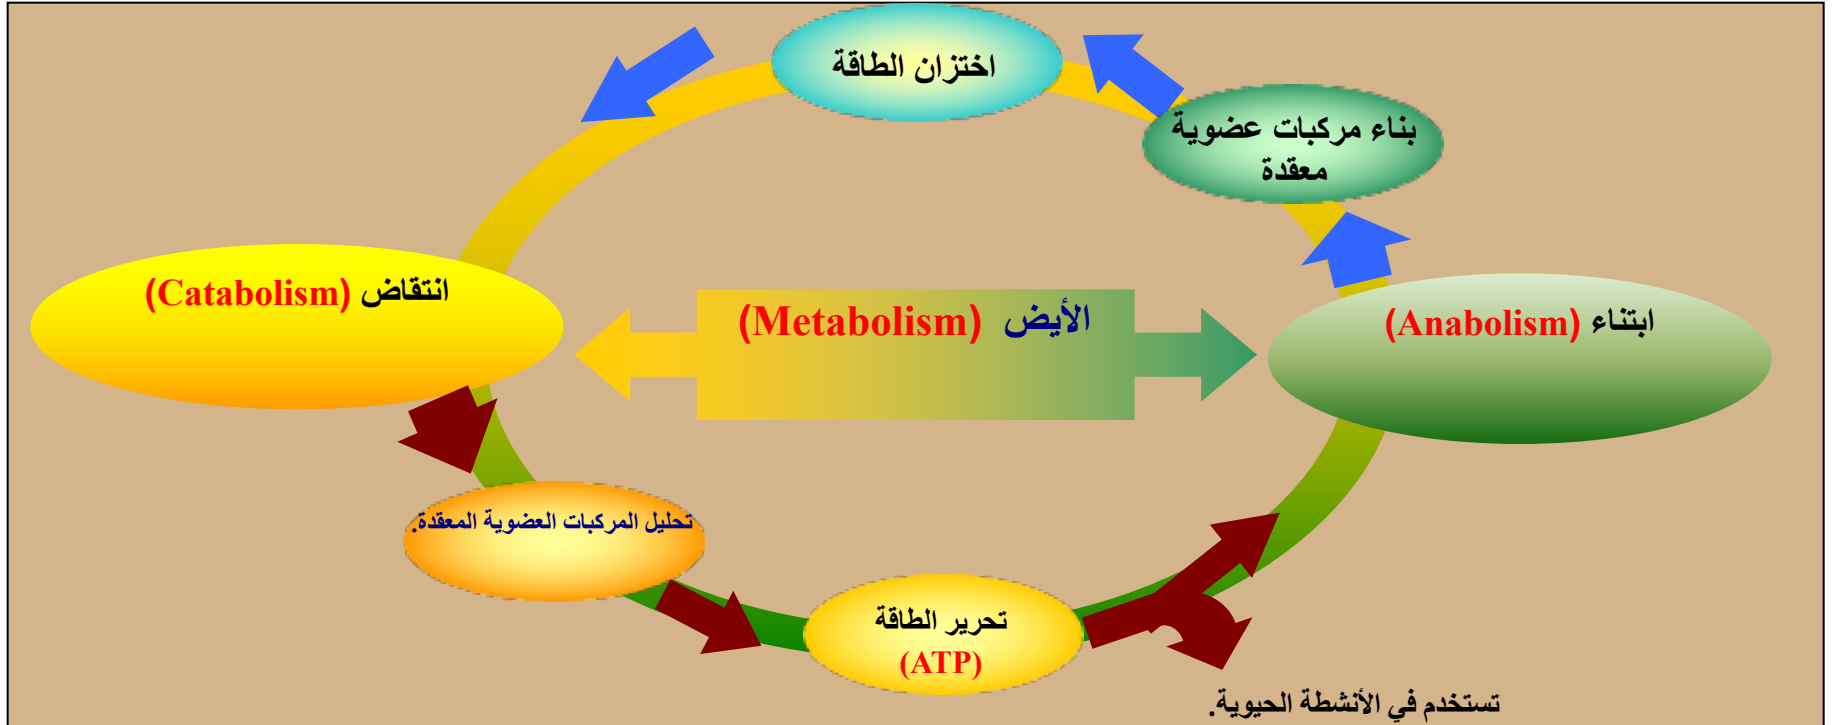 اختزان الطاقة
بناء مركبات عضوية
معقدة
ابتناء (Anabolism)
الأيض (Metabolism)
انتقاض (Catabolism)
تحليل المركبات العضوية المعقدة.
تحرير الطاقة
(ATP)
تستخدم في الأنشطة الحيوية.